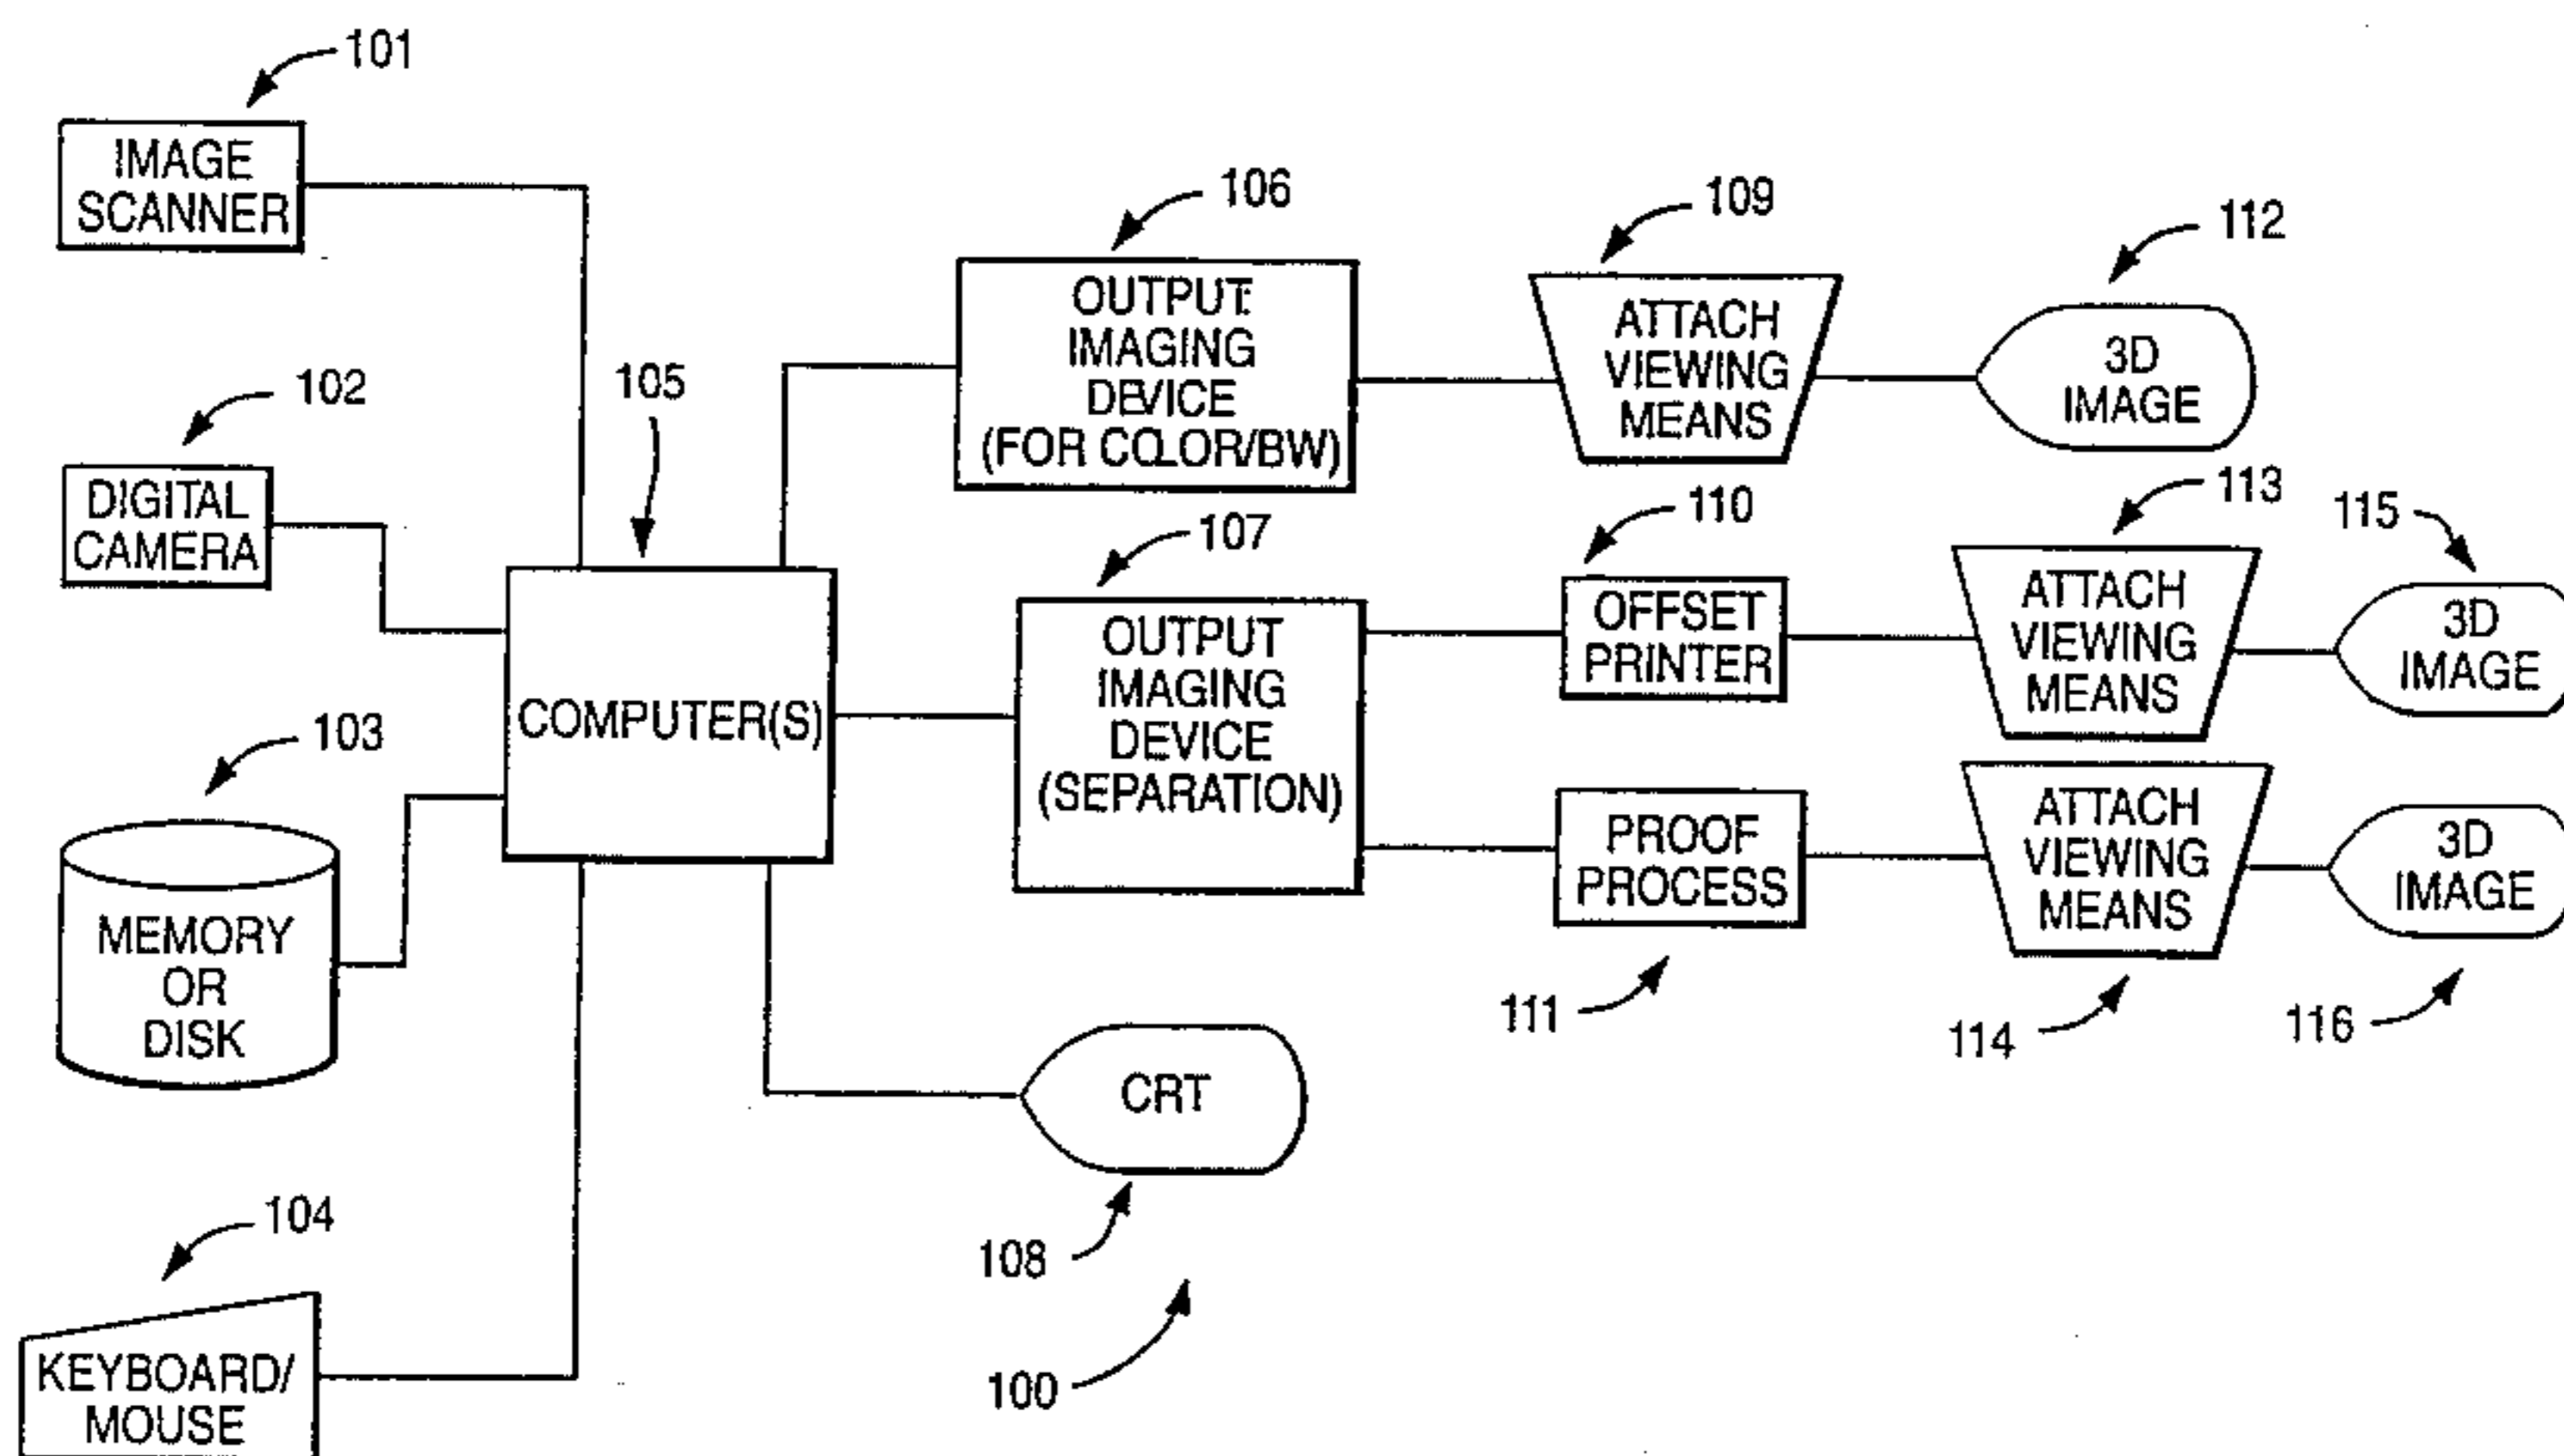 101
IMAGE
SCANNER
102
DIGITAL
CAMERA
103
MEMORY
OR
DISK
104
KEYBOARD/
MOUSE
105
COMPUTER(S)
106
OUTPUT
IMAGING
DEVICE
(FOR COLOR/BW)
109
ATTACH
VIEWING
MEANS
112
3D
IMAGE
107
OUTPUT
IMAGING
DEVICE
(SEPARATION)
110
OFFSET
PRINTER
113
ATTACH
VIEWING
MEANS
115
3D
IMAGE
PROOF
PROCESS
111
ATTACH
VIEWING
MEANS
114
3D
IMAGE
116
CRT
108
100